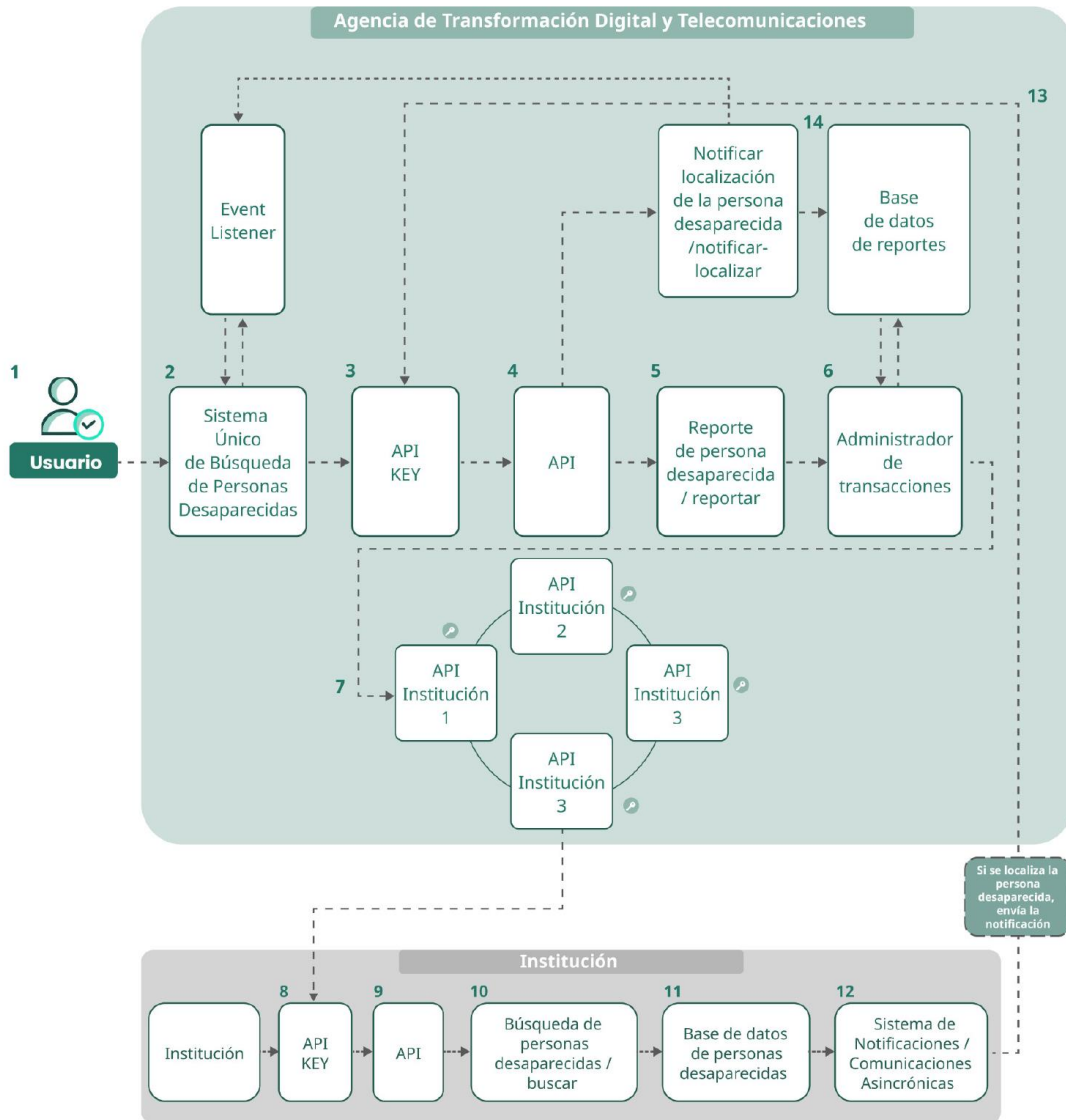 Agencia de Transformación Digital y Telecomunicaciones
13
14
Event
Listener
Notificar
localización
de la persona
desaparecida
/notificar-
localizar
Base
de datos
de reportes
1
Usuario
2
Sistema
Único
de Búsqueda
de Personas
Desaparecidas
3
API
KEY
4
API
5
Reporte
de persona
desaparecida
/ reportar
6
Administrador
de
transacciones
7
API
Institución
1
API
Institución
2
API
Institución
3
API
Institución
3
Si se localiza la
persona
desaparecida,
envía la
notificación
Institución
Institución
8
API
KEY
9
API
10
Búsqueda de
personas
desaparecidas /
buscar
11
Base de datos
de personas
desaparecidas
12
Sistema de
Notificaciones /
Comunicaciones
Asincrónicas